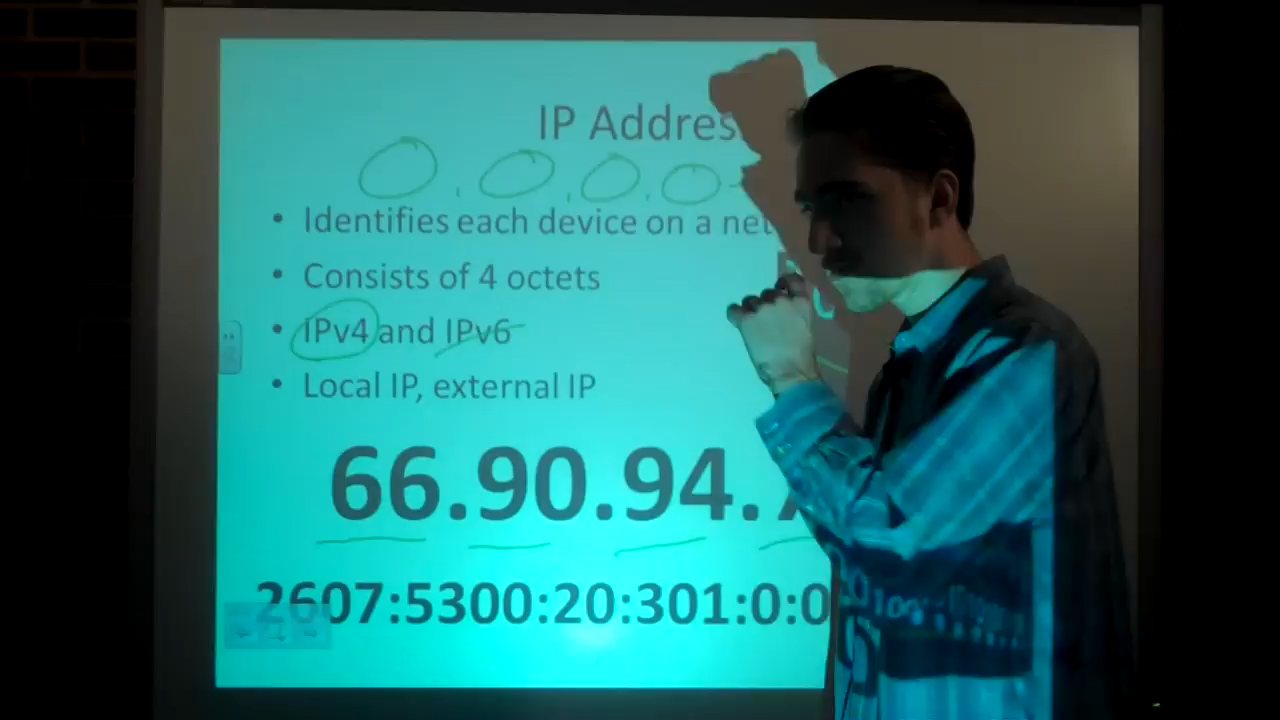 IP Addres
Identifies each device on a net
Consists of 4 octets
IPv4 and IPv6
Local IP, external IP
66.90.94.
2607:5300:20:301:0:0